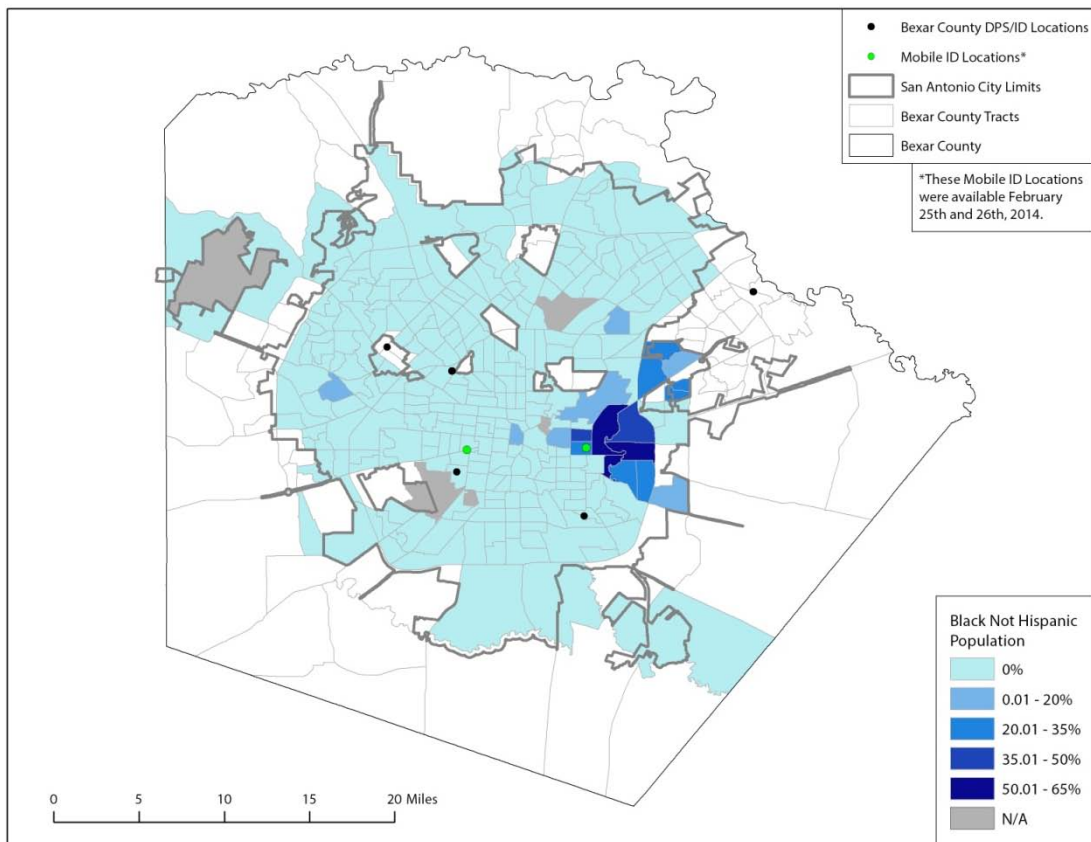 Bexar County DPS/ID Locations
Mobile ID Locations*
San Antonio City Limits
Bexar County Tracts
Bexar County
*These Mobile ID Locations
were available February
25th and 26th, 2014.
Black Not Hispanic
Population
0%
0.01 - 20%
20.01 - 35%
35.01 - 50%
50.01 - 65%
N/A
0 5 10 15 20 Miles